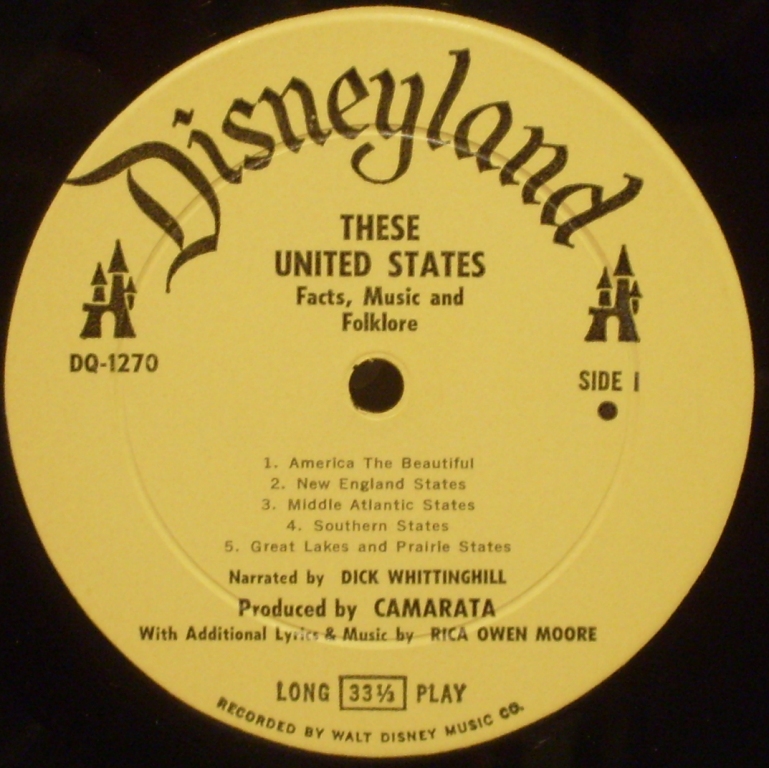 Disneyland
THESE
UNITED STATES
Facts, Music and
Folklore
DQ-1270
SIDE 1
1. America The Beautiful
2. New England States
3. Middle Atlantic States
4. Southern States
5. Great Lakes and Prairie States
Narrated by DICK WHITTINGHILL
Produced by CAMARATA
With Additional Lyrics & Music by RICA OWEN MOORE
LONG 33⅓ PLAY
RECORDED BY WALT DISNEY MUSIC CO.